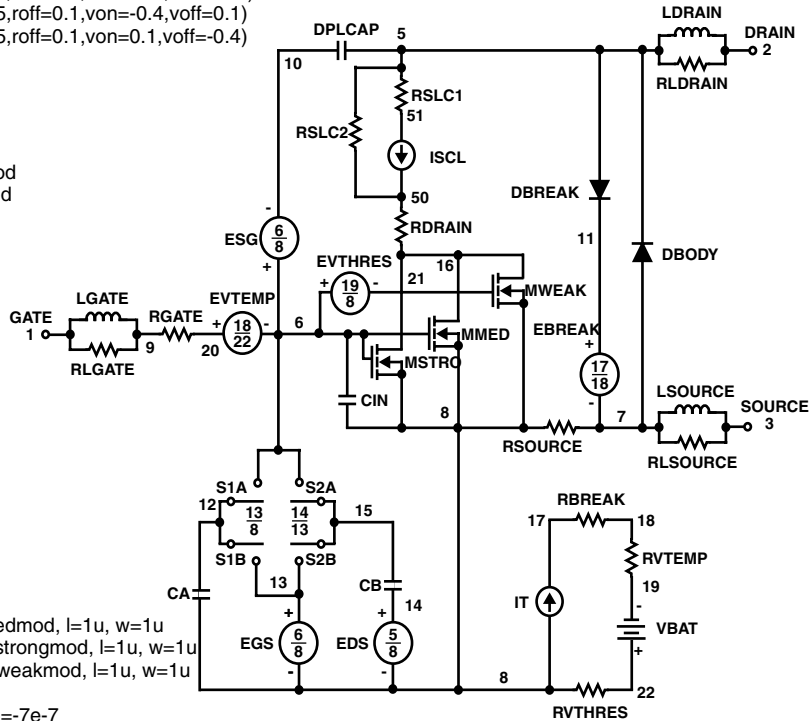 5,roff=0.1,von=-0.4,voff=0.1)
5,roff=0.1,von=0.1,voff=-0.4)
od
d
edmod, l=1u, w=1u
strongmod, l=1u, w=1u
weakmod, l=1u, w=1u
=-7e-7
LDRAIN
DPLCAP
5
DRAIN
2
10
RLDRAIN
RSLC1
51
RSLC2
ISCL
50
DBREAK
-
RDRAIN
ESG
6
8
+
11
DBODY
EVTHRES
16
21
+
19
8
-
MWEAK
LGATE
EVTEMP
GATE
1
RGATE
+
18
22
-
6
MMED
EBREAK
+
9
20
RLGATE
MSTRO
17
18
-
CIN
LSOURCE
8
7
SOURCE
3
RSOURCE
RLSOURCE
S1A
S2A
12
13
8
14
13
15
S1B
S2B
RBREAK
17
18
RVTEMP
13
CB
CA
19
IT
14
-
+
+
VBAT
EGS
6
8
EDS
5
8
+
-
-
8
22
RVTHRES